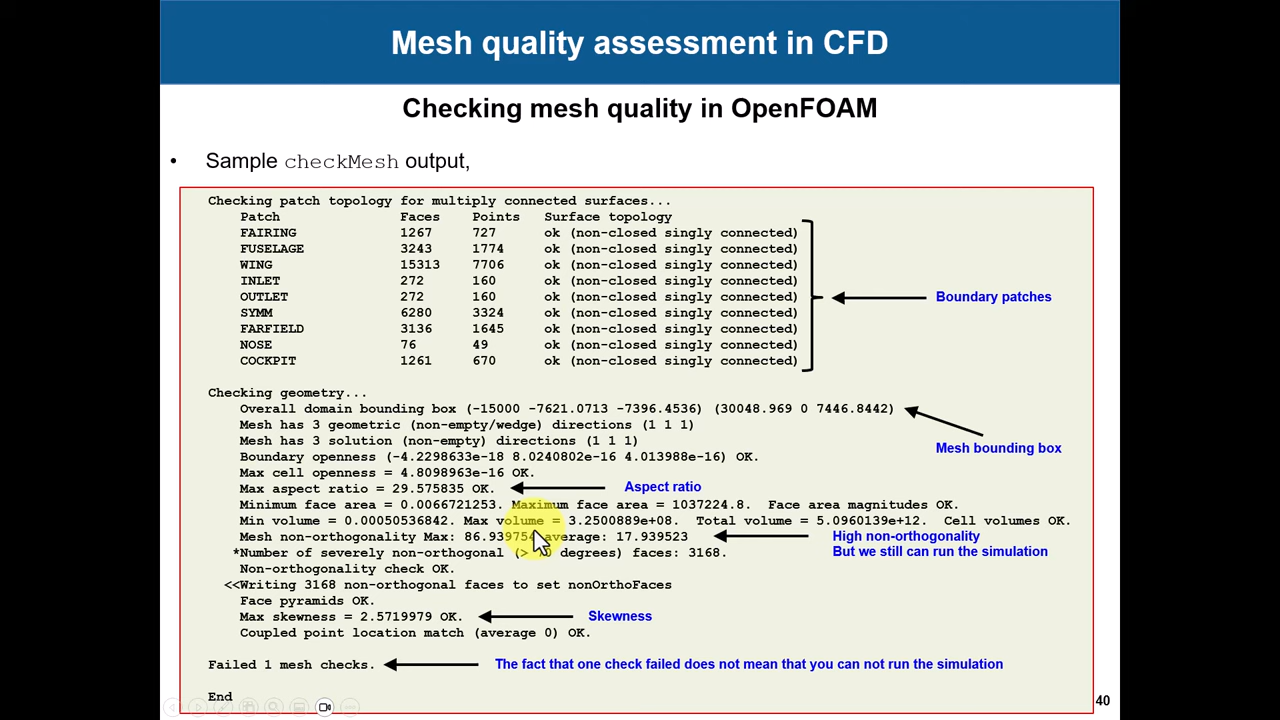 Mesh quality assessment in CFD
Checking mesh quality in OpenFOAM
• Sample checkMesh output,
Checking patch topology for multiply connected surfaces...
Patch Faces Points Surface topology
FAIRING 1267 727 ok (non-closed singly connected)
FUSELAGE 3243 1774 ok (non-closed singly connected)
WING 15313 7706 ok (non-closed singly connected)
INLET 272 160 ok (non-closed singly connected)
OUTLET 272 160 ok (non-closed singly connected)
SYMM 6280 3324 ok (non-closed singly connected)
FARFIELD 3136 1645 ok (non-closed singly connected)
NOSE 76 49 ok (non-closed singly connected)
COCKPIT 1261 670 ok (non-closed singly connected)
Boundary patches
Checking geometry...
Overall domain bounding box (-15000 -7621.0713 -7396.4536) (30048.969 0 7446.8442)
Mesh has 3 geometric (non-empty/wedge) directions (1 1 1)
Mesh has 3 solution (non-empty) directions (1 1 1)
Mesh bounding box
Boundary openness (-4.2298633e-18 8.0240802e-16 4.013988e-16) OK.
Max cell openness = 4.8098963e-16 OK.
Max aspect ratio = 29.575835 OK.
Aspect ratio
Minimum face area = 0.0066721253. Maximum face area = 1037224.8. Face area magnitudes OK.
Min volume = 0.00050536842. Max volume = 3.2500889e+08. Total volume = 5.0960139e+12. Cell volumes OK.
Mesh non-orthogonality Max: 86.939754 average: 17.939523
High non-orthogonality
But we still can run the simulation
*Number of severely non-orthogonal (> degrees) faces: 3168.
Non-orthogonality check OK.
<<Writing 3168 non-orthogonal faces to set nonOrthoFaces
Face pyramids OK.
Max skewness = 2.5719979 OK.
Skewness
Coupled point location match (average 0) OK.
Failed 1 mesh checks.
The fact that one check failed does not mean that you can not run the simulation
End
40